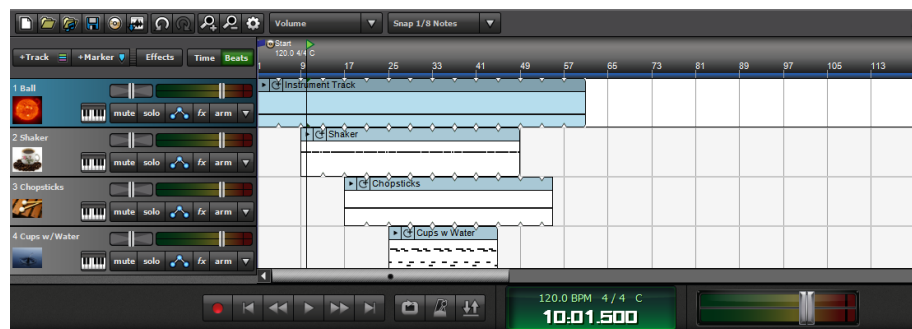 Volume
Snap 1/8 Notes
+Track
+Marker
Effects
Time
Beats
Start
120.0 4/4 C
1 9 17 25 33 41 49 57 65 73 81 89 97 105 113
1 Ball
mute solo fx arm
Instrument Track
2 Shaker
mute solo fx arm
Shaker
3 Chopsticks
mute solo fx arm
Chopsticks
4 Cups w/Water
mute solo fx arm
Cups w Water
120.0 BPM 4/4 C
10:01.500